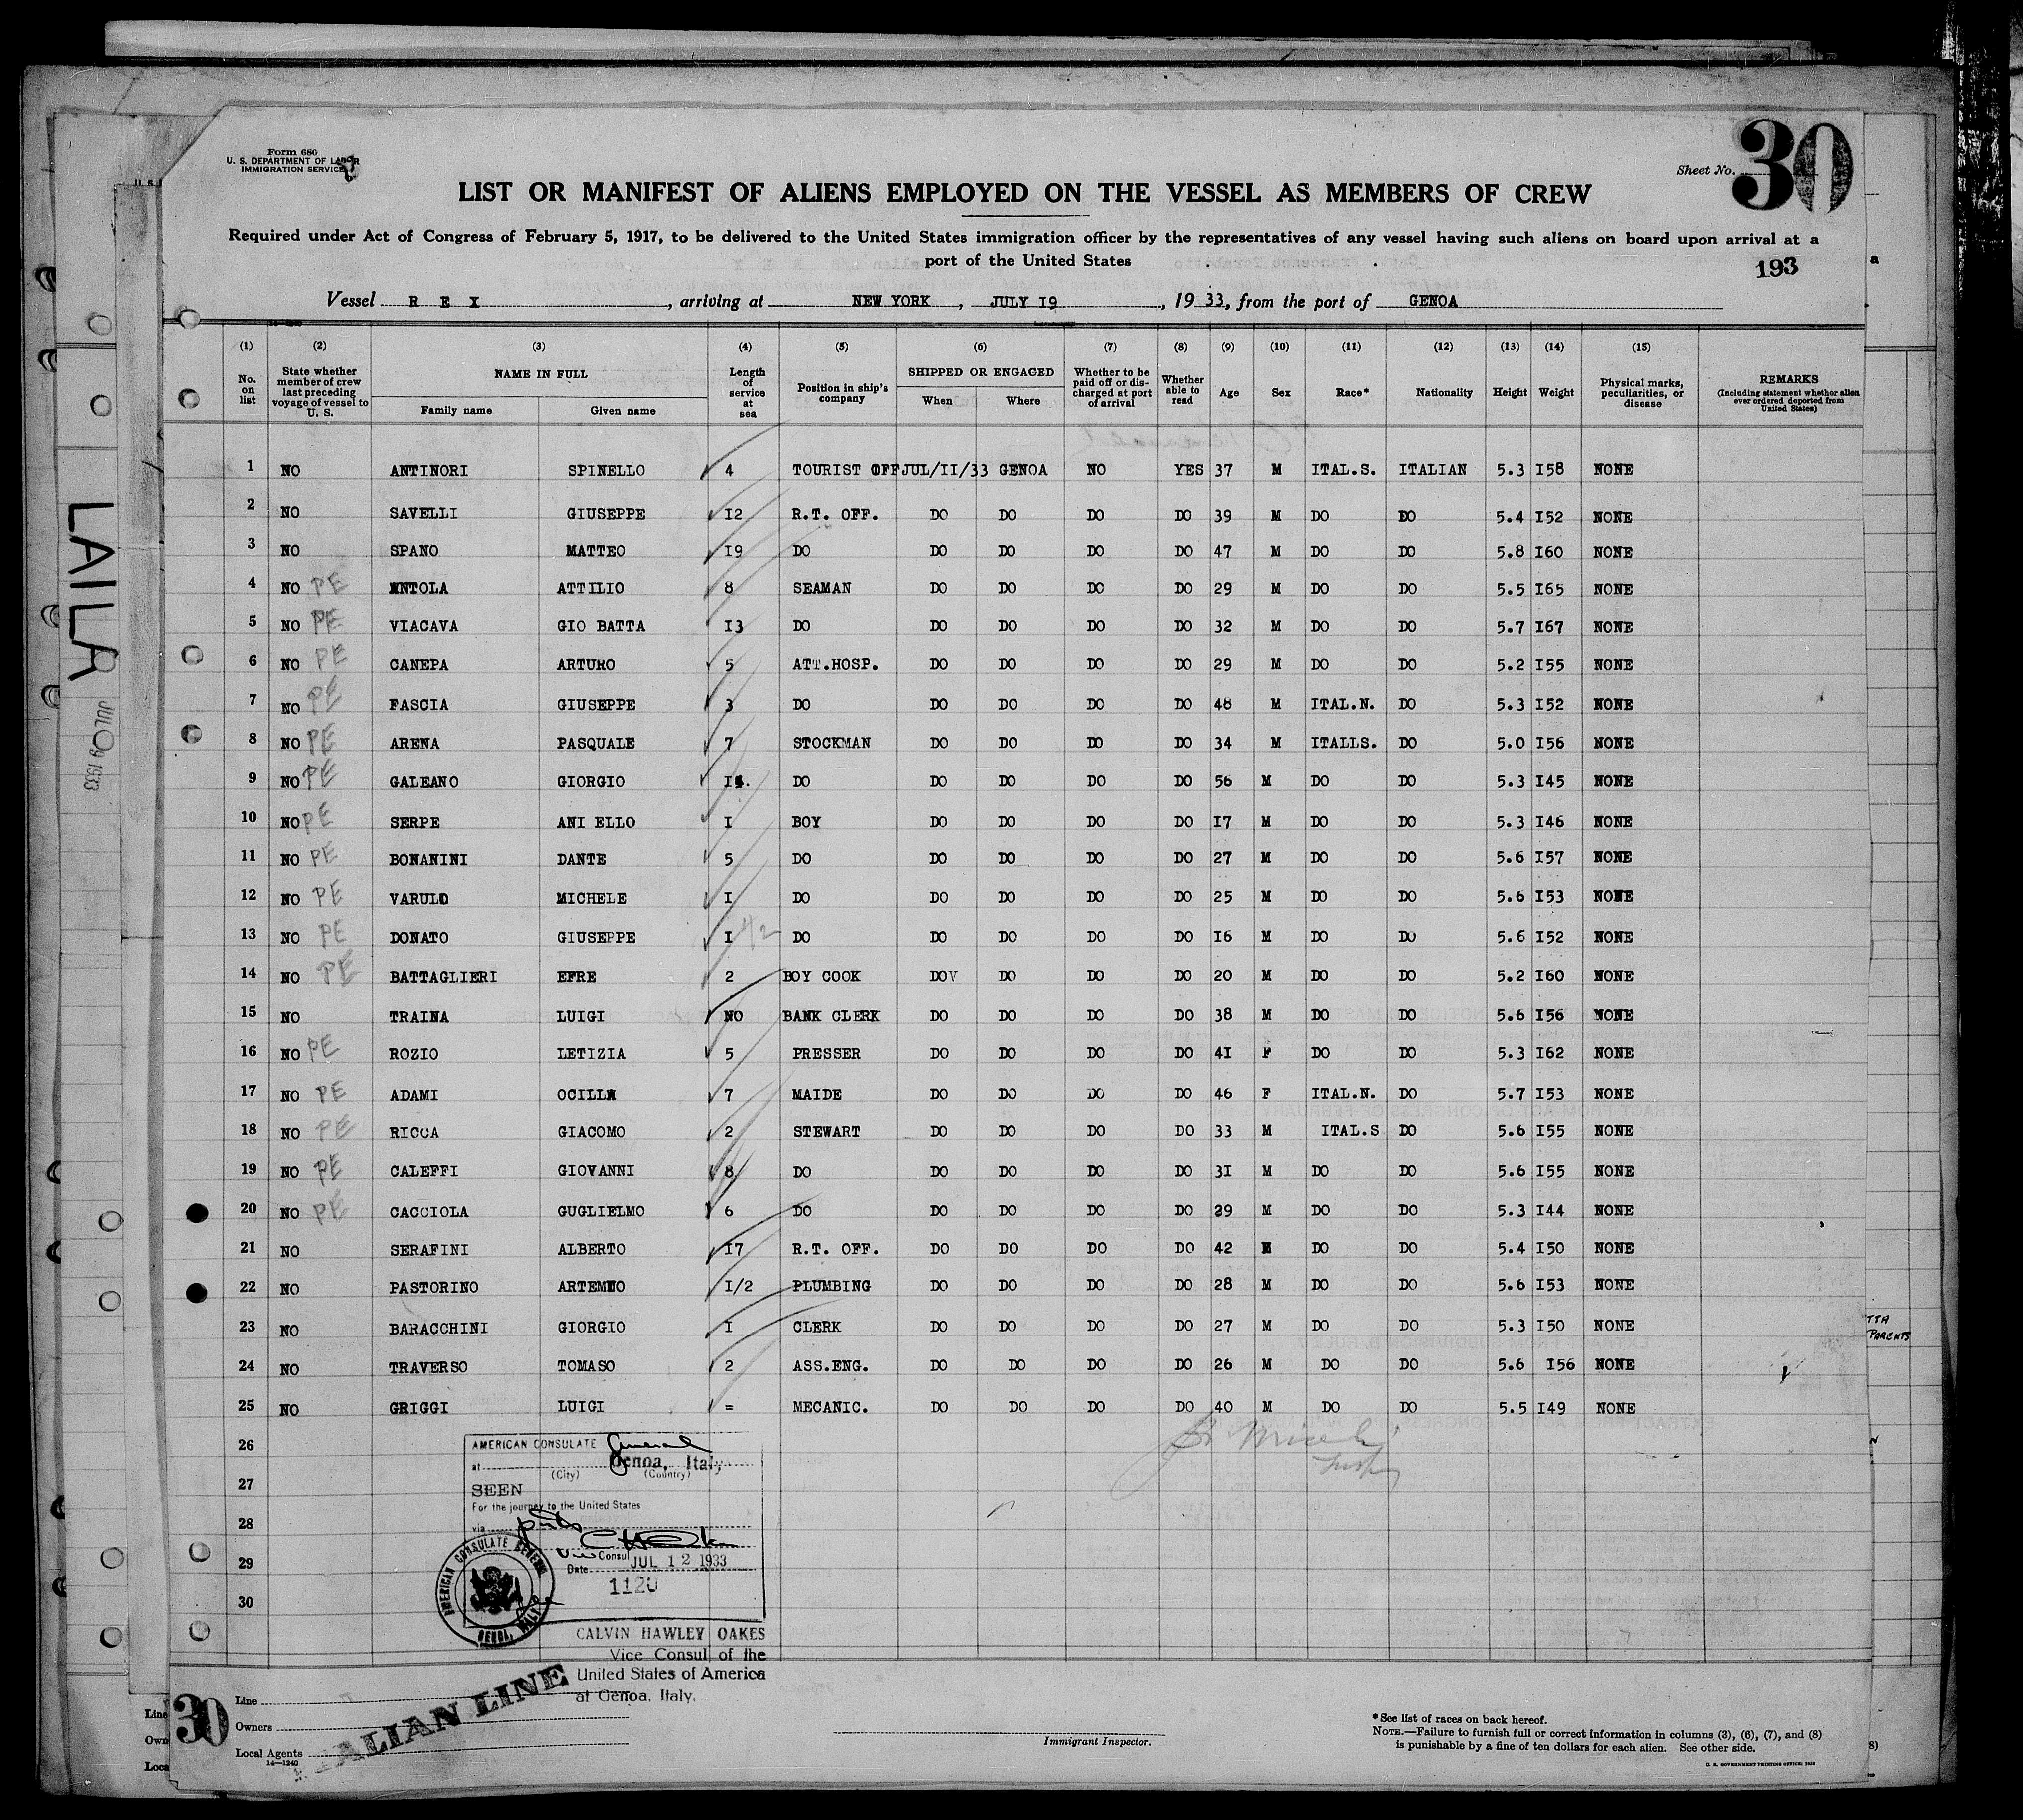 Form 680
U. S. DEPARTMENT OF LABOR
IMMIGRATION SERVICE
Sheet No. 30
LIST OR MANIFEST OF ALIENS EMPLOYED ON THE VESSEL AS MEMBERS OF CREW
Required under Act of Congress of February 5, 1917, to be delivered to the United States immigration officer by the representatives of any vessel having such aliens on board upon arrival at a
port of the United States
193
Vessel R E X, arriving at NEW YORK, JULY I9, 1933, from the port of GENOA
(1) (2) (3) (4) (5) (6) (7) (8) (9) (10) (11) (12) (13) (14) (15)
No. on list State whether member of crew last preceding voyage of vessel to U. S. NAME IN FULL Family name Given name Length of service at sea Position in ship's company SHIPPED OR ENGAGED When Where Whether to be paid off or discharged at port of arrival Whether able to read Age Sex Race* Nationality Height Weight Physical marks, peculiarities, or disease REMARKS (Including statement whether alien ever ordered deported from United States)
1 NO ANTINORI SPINELLO 4 TOURIST OFF JUL/II/33 GENOA NO YES 37 M ITAL.S. ITALIAN 5.3 I58 NONE
2 NO SAVELLI GIUSEPPE I2 R.T. OFF. DO DO DO DO 39 M DO DO 5.4 I52 NONE
3 NO SPANO MATTEO I9 DO DO DO DO DO 47 M DO DO 5.8 I60 NONE
4 NO PE ANTOLA ATTILIO 8 SEAMAN DO DO DO DO 29 M DO DO 5.5 I65 NONE
5 NO PE VIACAVA GIO BATTA I3 DO DO DO DO DO 32 M DO DO 5.7 I67 NONE
6 NO PE CANEPA ARTURO 5 ATT.HOSP. DO DO DO DO 29 M DO DO 5.2 I55 NONE
7 NO PE FASCIA GIUSEPPE 3 DO DO DO DO DO 48 M ITAL.N. DO 5.3 I52 NONE
8 NO PE ARENA PASQUALE 7 STOCKMAN DO DO DO DO 34 M ITALLS. DO 5.0 I56 NONE
9 NO PE GALEANO GIORGIO I4. DO DO DO DO DO 56 M DO DO 5.3 I45 NONE
10 NO PE SERPE ANI ELLO I BOY DO DO DO DO I7 M DO DO 5.3 I46 NONE
11 NO PE BONANINI DANTE 5 DO DO DO DO DO 27 M DO DO 5.6 I57 NONE
12 NO PE VARULO MICHELE I DO DO DO DO DO 25 M DO DO 5.6 I53 NONE
13 NO PE DONATO GIUSEPPE I 1/2 DO DO DO DO DO I6 M DO DO 5.6 I52 NONE
14 NO PE BATTAGLIERI EFRE 2 BOY COOK DOV DO DO DO 20 M DO DO 5.2 I60 NONE
15 NO TRAINA LUIGI NO BANK CLERK DO DO DO DO 38 M DO DO 5.6 I56 NONE
16 NO PE ROZIO LETIZIA 5 PRESSER DO DO DO DO 4I F DO DO 5.3 I62 NONE
17 NO PE ADAMI OCILLA 7 MAIDE DO DO DO DO 46 F ITAL.N. DO 5.7 I53 NONE
18 NO PE RICCA GIACOMO 2 STEWART DO DO DO DO 33 M ITAL.S DO 5.6 I55 NONE
19 NO PE CALEFFI GIOVANNI 8 DO DO DO DO DO 3I M DO DO 5.6 I55 NONE
20 NO PE CACCIOLA GUGLIELMO 6 DO DO DO DO DO 29 M DO DO 5.3 I44 NONE
21 NO SERAFINI ALBERTO I7 R.T. OFF. DO DO DO DO 42 M DO DO 5.4 I50 NONE
22 NO PASTORINO ARTEMNO I/2 PLUMBING DO DO DO DO 28 M DO DO 5.6 I53 NONE
23 NO BARACCHINI GIORGIO I CLERK DO DO DO DO 27 M DO DO 5.3 I50 NONE
24 NO TRAVERSO TOMASO 2 ASS.ENG. DO DO DO DO 26 M DO DO 5.6 I56 NONE
25 NO GRIGGI LUIGI = MECANIC. DO DO DO DO 40 M DO DO 5.5 I49 NONE
26
27
28
29
30
AMERICAN CONSULATE General
at Genoa, Italy
(City) (Country)
SEEN
For the journey to the United States
via
Vice Consul
Date JUL 12 1933
1120
AMERICAN CONSULATE GENERAL
GENOA, ITALY
CALVIN HAWLEY OAKES
Vice Consul of the
United States of America
at Genoa, Italy.
30
Line
Owners
Local Agents
14—1240
ITALIAN LINE
Immigrant Inspector.
*See list of races on back hereof.
NOTE.—Failure to furnish full or correct information in columns (3), (6), (7), and (8)
is punishable by a fine of ten dollars for each alien. See other side.
LAILA
TTA
PARENTS